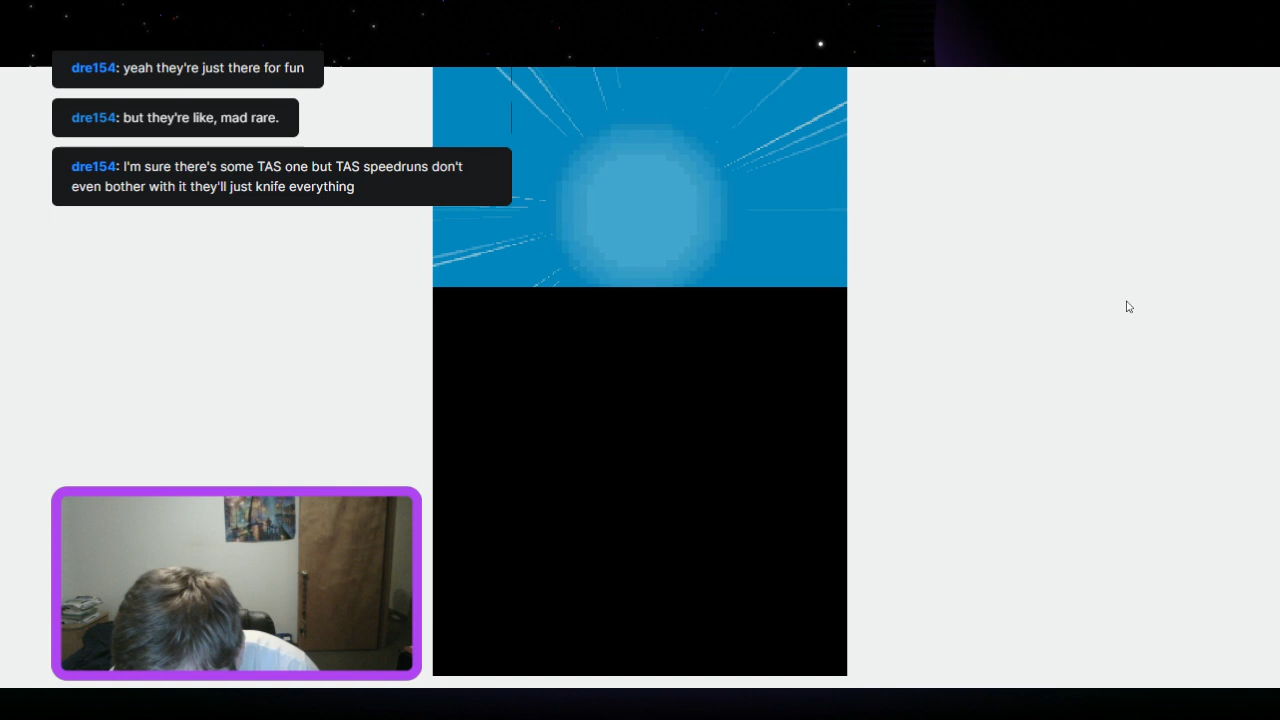 dre154: yeah they're just there for fun
dre154: but they're like, mad rare.
dre154: I'm sure there's some TAS one but TAS speedruns don't
even bother with it they'll just knife everything